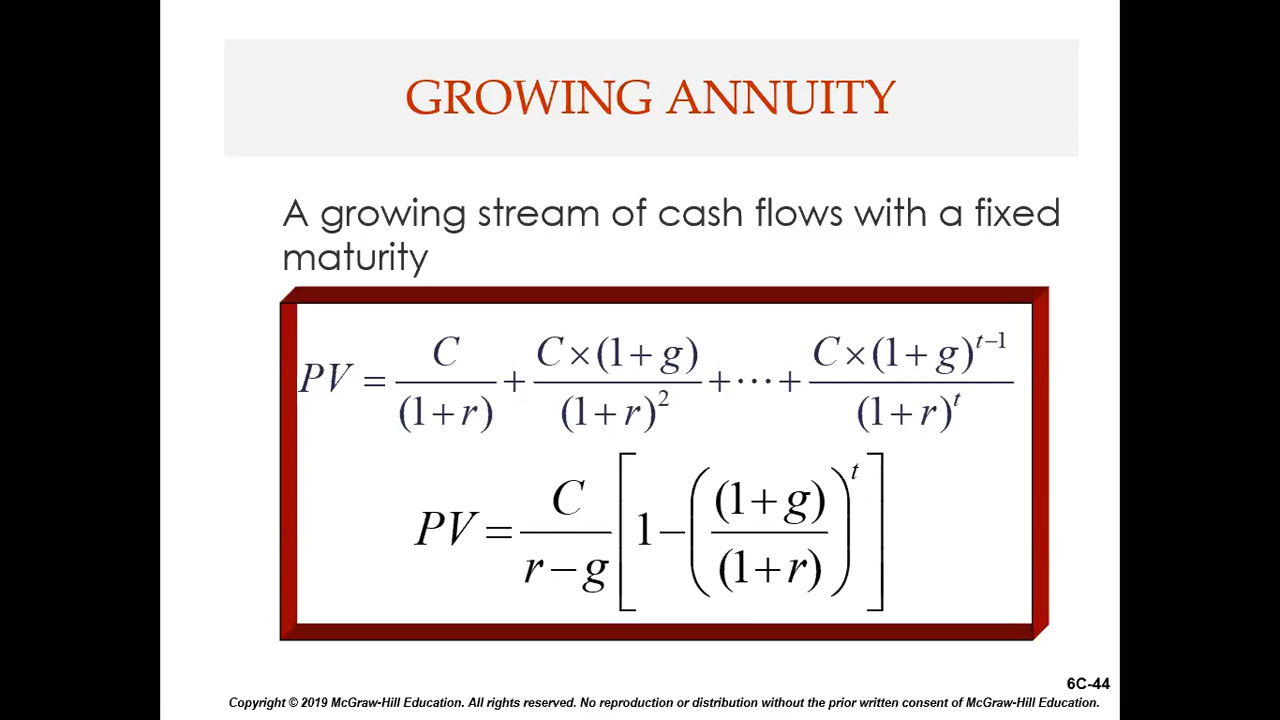 GROWING ANNUITY
A growing stream of cash flows with a fixed
maturity
PV = C/(1+r) + C×(1+g)/(1+r)² + ⋯ + C×(1+g)^(t−1)/(1+r)^t
PV = C/(r−g) [1−((1+g)/(1+r))^t]
6C-44
Copyright © 2019 McGraw-Hill Education. All rights reserved. No reproduction or distribution without the prior written consent of McGraw-Hill Education.